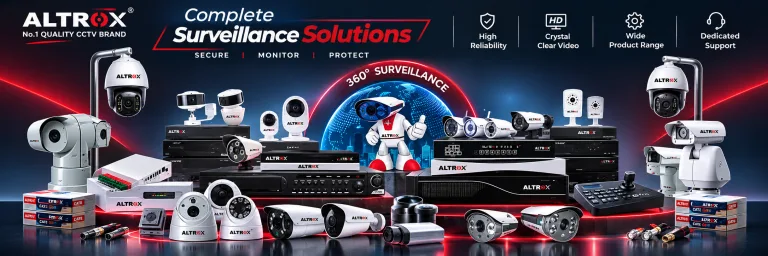 ALTROX®
No.1 QUALITY CCTV BRAND
Complete
Surveillance Solutions
SECURE | MONITOR | PROTECT
High
Reliability
HD
Crystal
Clear Video
Wide
Product Range
Dedicated
Support
360° SURVEILLANCE
ALTROX
ALTROX
ALTROX
ALTROX
ALTROX
ALTROX
ALTROX
ALTROX
ALTROX
ALTROX